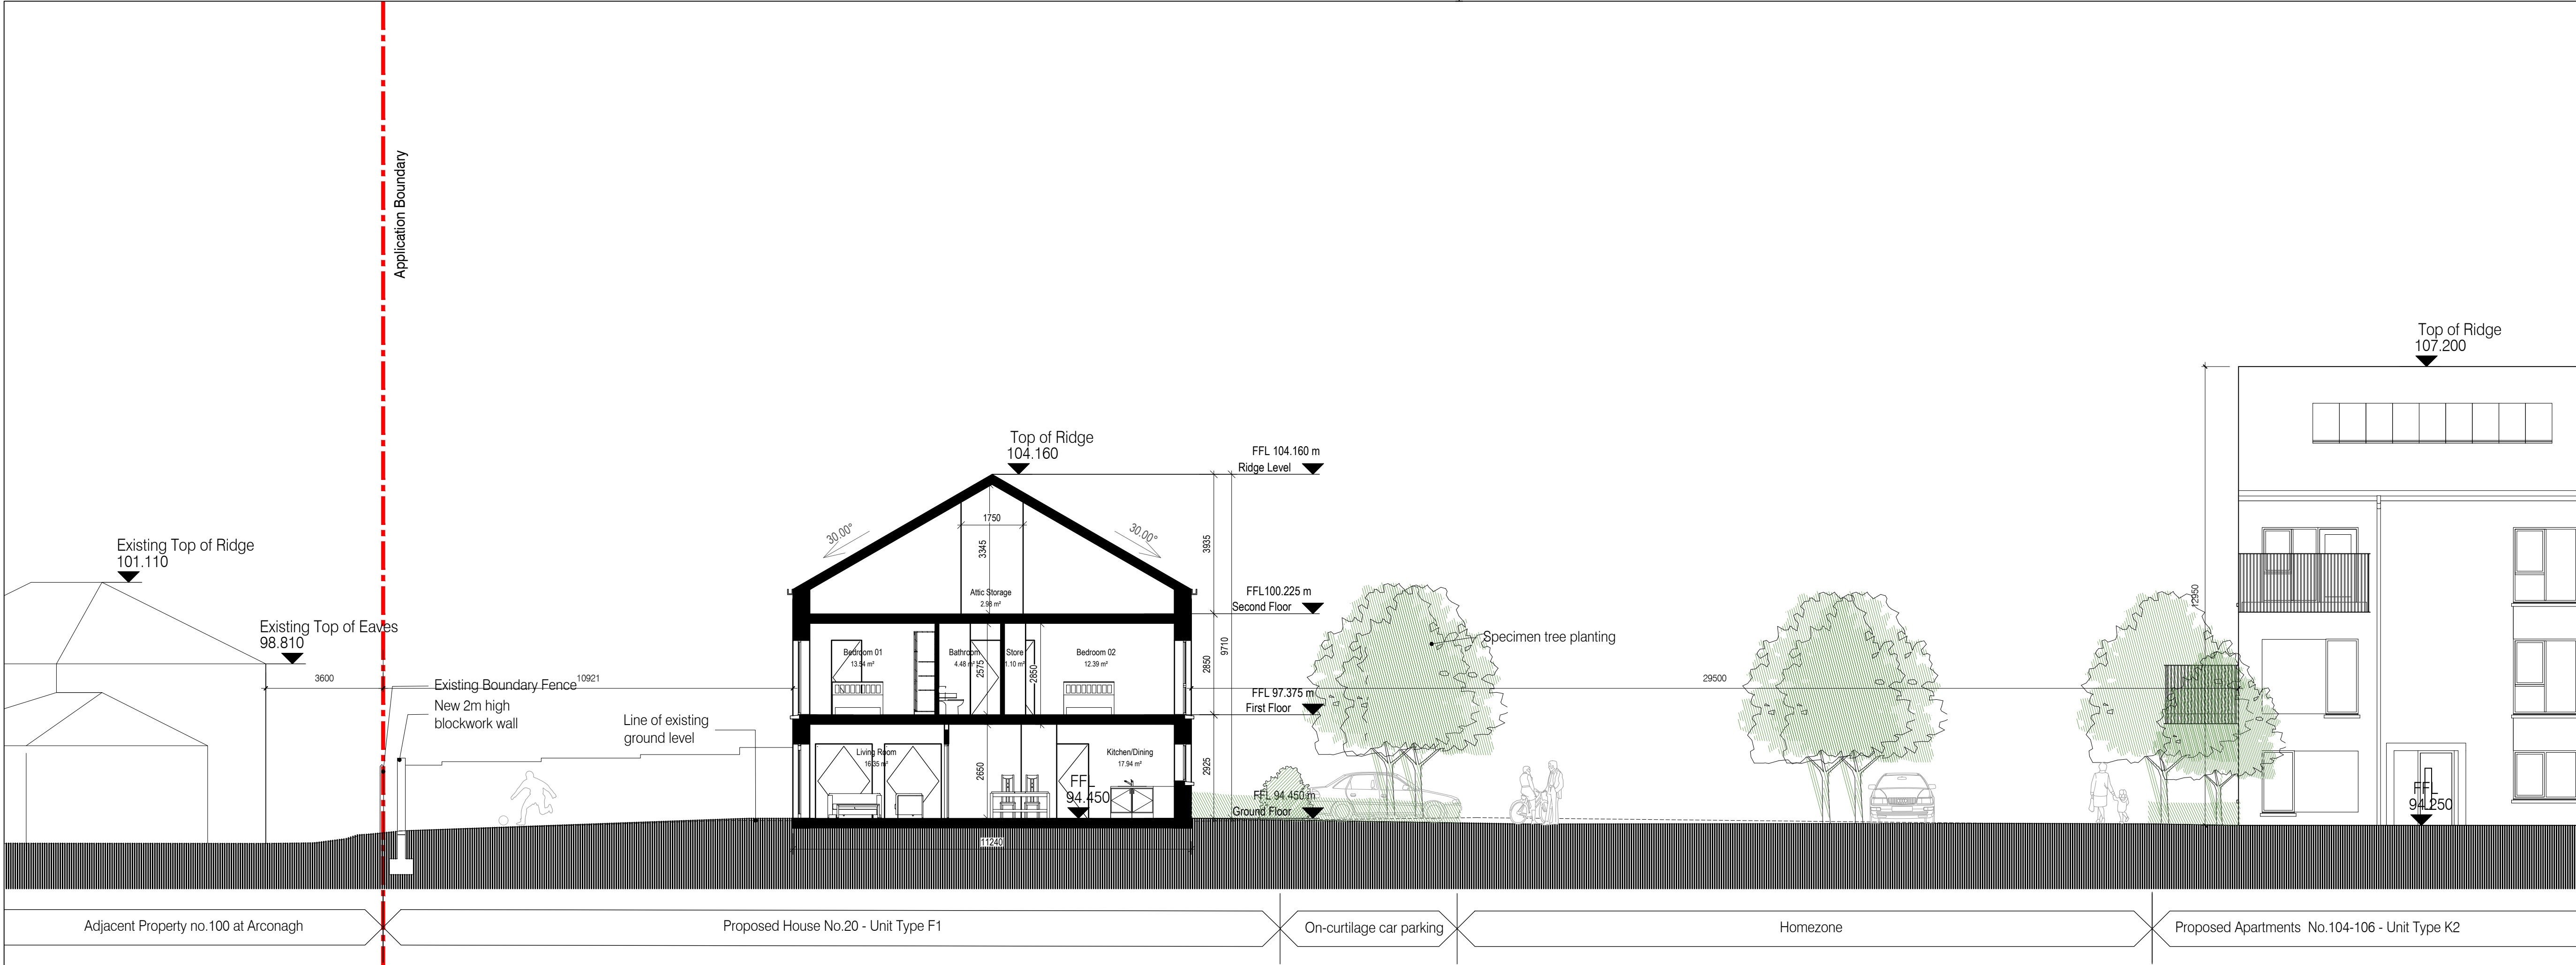 Application Boundary
Top of Ridge
107.200
Top of Ridge
104.160
FFL 104.160 m
Ridge Level
Existing Top of Ridge
101.110
30.00°
1750
30.00°
3345
3935
Attic Storage
2.98 m²
FFL100.225 m
Second Floor
12950
Existing Top of Eaves
98.810
Specimen tree planting
Bedroom 01
13.54 m²
Bathroom
4.48 m²
2575
Store
1.10 m²
2850
Bedroom 02
12.39 m²
2850
9710
3600
Existing Boundary Fence
10921
29500
New 2m high
blockwork wall
FFL 97.375 m
First Floor
Line of existing
ground level
Living Room
16.35 m²
2650
Kitchen/Dining
17.94 m²
2925
FFL
94.450
FFL 94.450 m
Ground Floor
FFL
94.250
11240
Adjacent Property no.100 at Arconagh
Proposed House No.20 - Unit Type F1
On-curtilage car parking
Homezone
Proposed Apartments No.104-106 - Unit Type K2